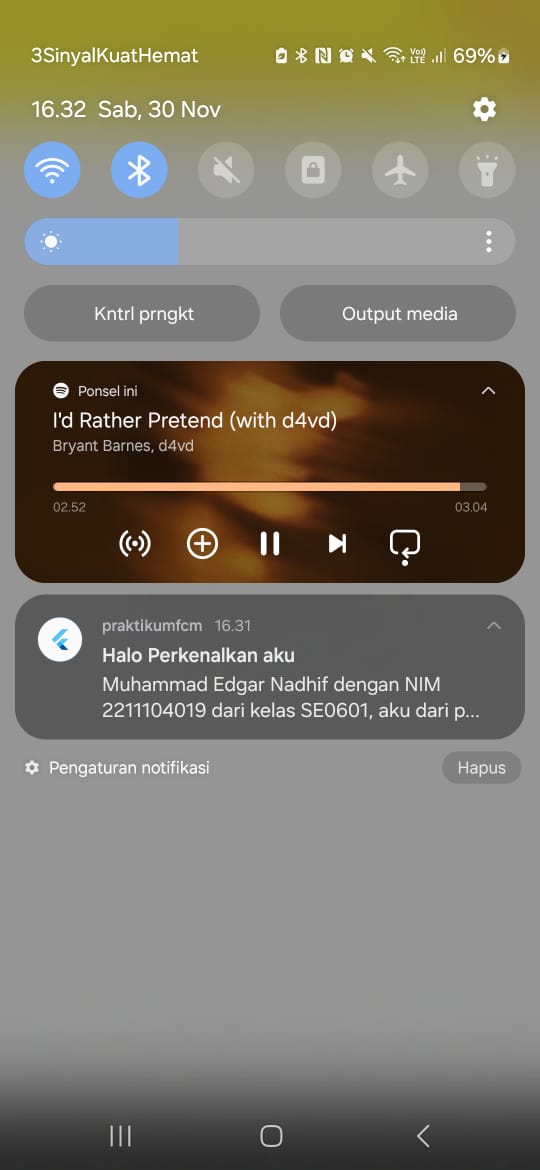 3SinyalKuatHemat
Vo))
LTE
69%
16.32 Sab, 30 Nov
Kntrl prngkt
Output media
Ponsel ini
I'd Rather Pretend (with d4vd)
Bryant Barnes, d4vd
02.52
03.04
praktikumfcm 16.31
Halo Perkenalkan aku
Muhammad Edgar Nadhif dengan NIM
2211104019 dari kelas SE0601, aku dari p...
Pengaturan notifikasi
Hapus